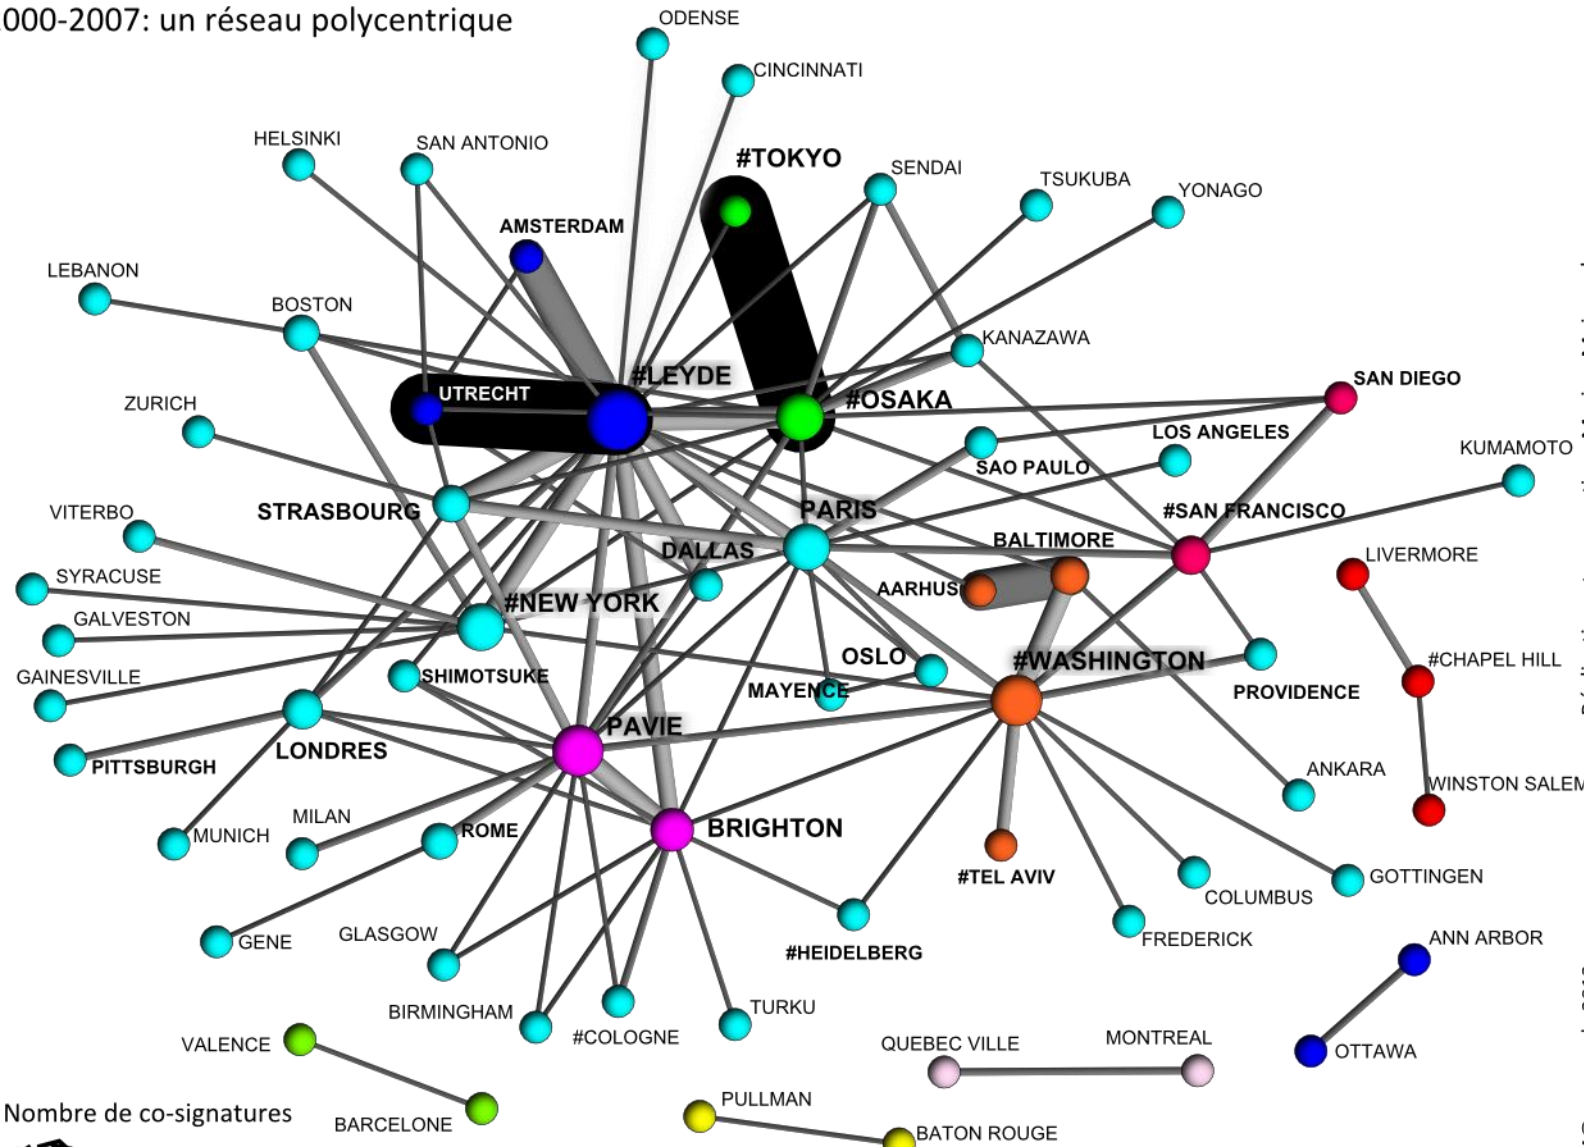 000-2007: un réseau polycentrique
ODENSE
CINCINNATI
HELSINKI
SAN ANTONIO
#TOKYO
SENDAI
TSUKUBA
YONAGO
AMSTERDAM
LEBANON
BOSTON
KANAZAWA
#LEYDE
SAN DIEGO
UTRECHT
#OSAKA
ZURICH
LOS ANGELES
KUMAMOTO
SAO PAULO
VITERBO
STRASBOURG
PARIS
#SAN FRANCISCO
DALLAS
BALTIMORE
LIVERMORE
SYRACUSE
AARHUS
#NEW YORK
GALVESTON
OSLO
#WASHINGTON
#CHAPEL HILL
GAINESVILLE
SHIMOTSUKE
MAYENCE
PROVIDENCE
PAVIE
LONDRES
PITTSBURGH
ANKARA
WINSTON SALEM
MILAN
MUNICH
ROME
BRIGHTON
#TEL AVIV
GOTTINGEN
COLUMBUS
GENE
GLASGOW
#HEIDELBERG
FREDERICK
ANN ARBOR
BIRMINGHAM
#COLOGNE
TURKU
VALENCE
QUEBEC VILLE
MONTREAL
OTTAWA
PULLMAN
Nombre de co-signatures
BARCELONE
BATON ROUGE